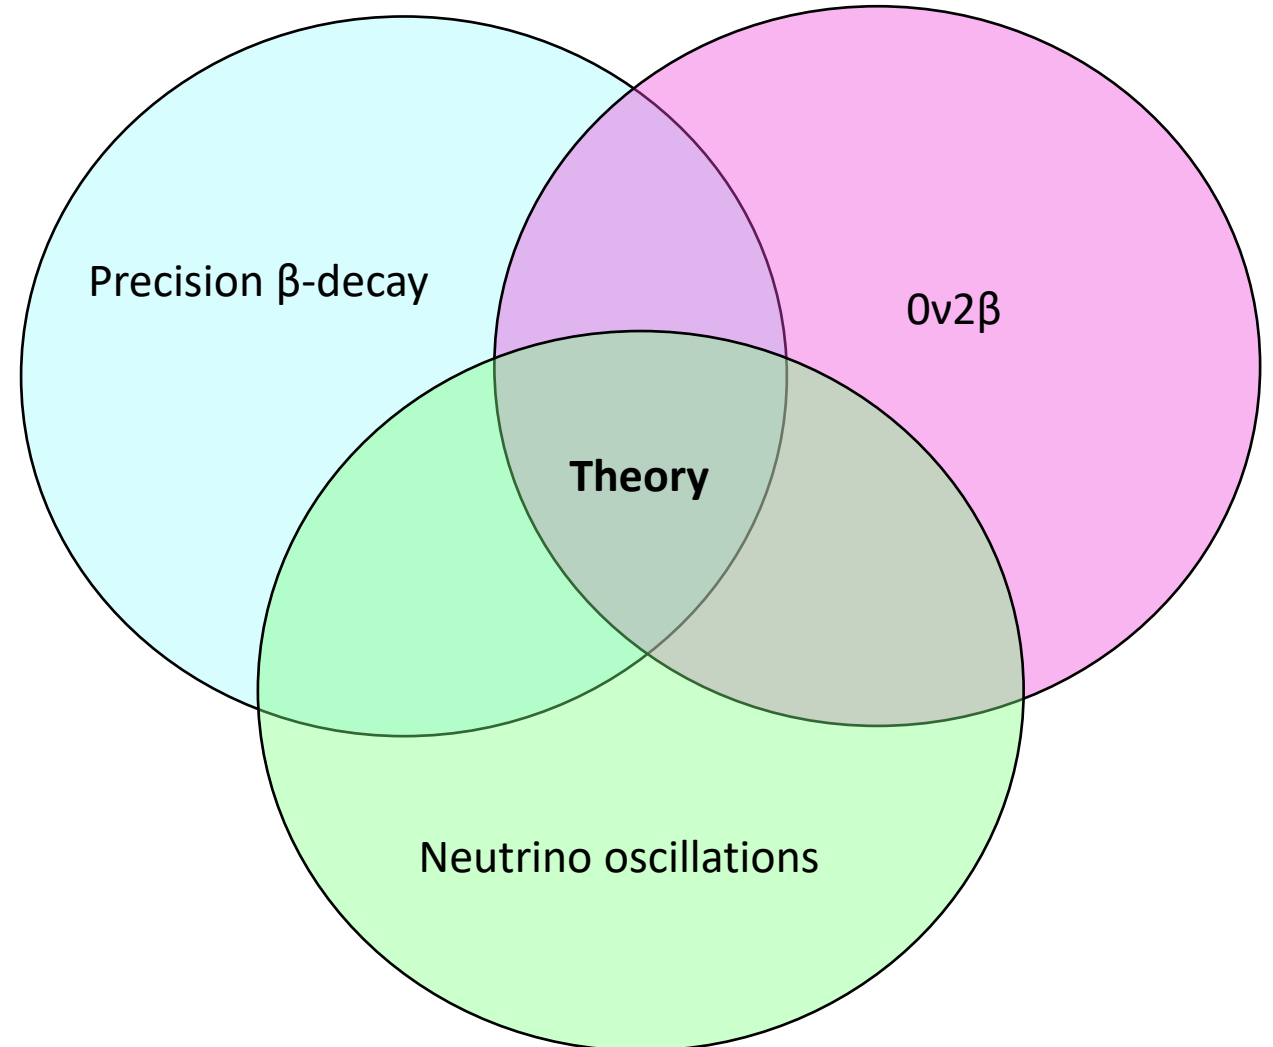 Precision β-decay
0ν2β
Theory
Neutrino oscillations